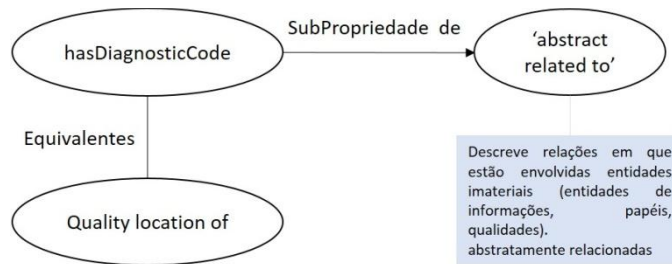 SubPropriedade de
hasDiagnosticCode
‘abstract
related to’
Equivalentes
Descreve relações em que
estão envolvidas entidades
imateriais (entidades de
informações, papéis,
qualidades).
abstratamente relacionadas
Quality location of